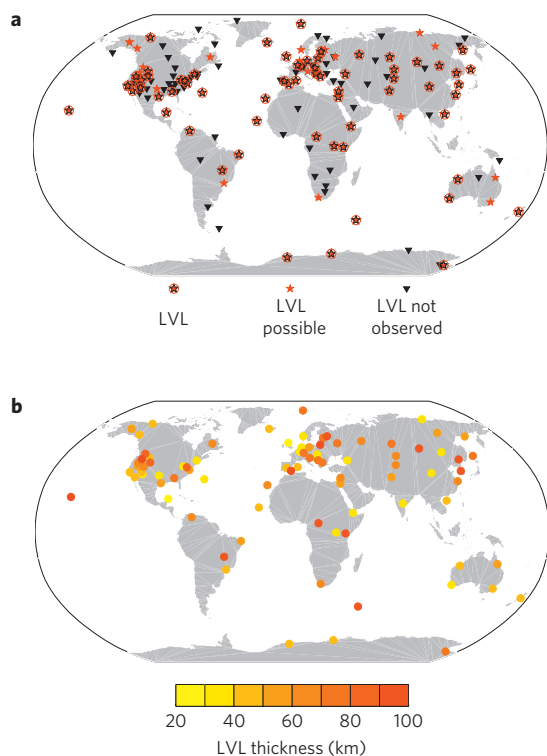 a
LVL
LVL
possible
LVL not
observed
b
20 40 60 80 100
LVL thickness (km)